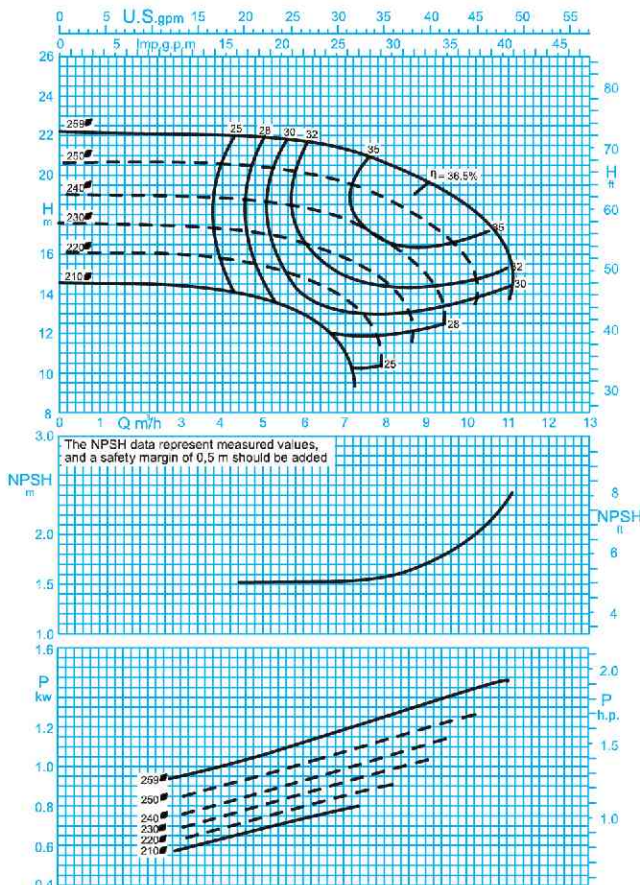 U.S.gpm
0 5 10 15 20 25 30 35 40 45 50 55
0 5 Imp.g.p.m 15 20 25 30 35 40 45
26
24
22
20
H
m
16
14
12
10
8
80
70
H
ft
60
50
40
30
259
250
240
230
220
210
25 28 30 32 35
η= 36.5%
35
32
30
28
25
0 1 Q m³/h 3 4 5 6 7 8 9 10 11 12 13
3.0
NPSH
m
2.0
1.5
1.0
The NPSH data represent measured values,
and a safety margin of 0,5 m should be added
8
NPSH
ft
6
4
1.6
P
kw
1.2
1.0
0.8
0.6
0.4
2.0
P
h.p.
1.5
1.0
259
250
240
230
220
210